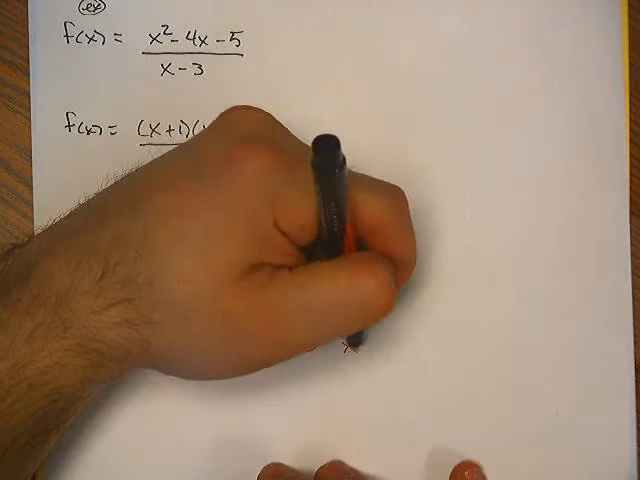 ex
f(x) = x² - 4x - 5
x - 3
f(x) = (x+1)(
x